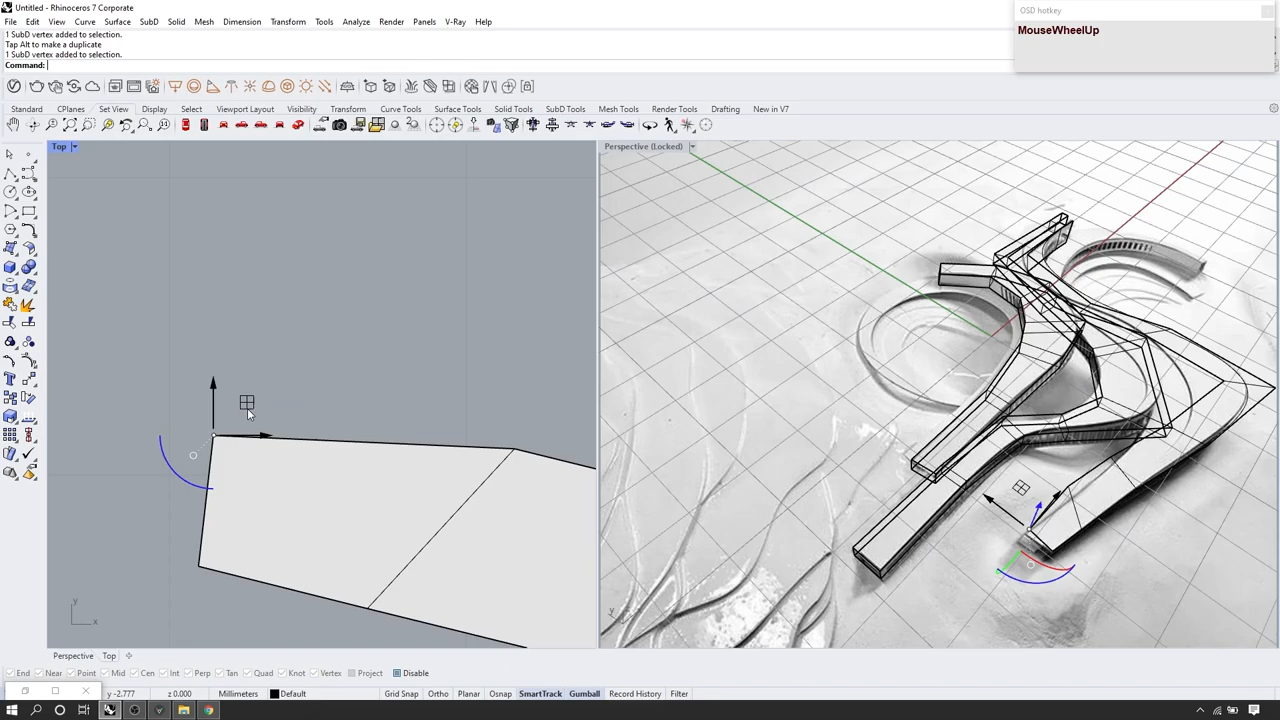 Untitled - Rhinoceros 7 Corporate
OSD hotkey
File Edit View Curve Surface SubD Solid Mesh Dimension Transform Tools Analyze Render Panels V-Ray Help
MouseWheelUp
1 SubD vertex added to selection.
Tap Alt to make a duplicate
1 SubD vertex added to selection.
Command:
Standard CPlanes Set View Display Select Viewport Layout Visibility Transform Curve Tools Surface Tools Solid Tools SubD Tools Mesh Tools Render Tools Drafting New in V7
Top
Perspective (Locked)
y
x
y
Perspective Top
End Near Point Mid Cen Int Perp Tan Quad Knot Vertex Project Disable
y -2.777 z 0.000 Millimeters Default Grid Snap Ortho Planar Osnap SmartTrack Gumball Record History Filter